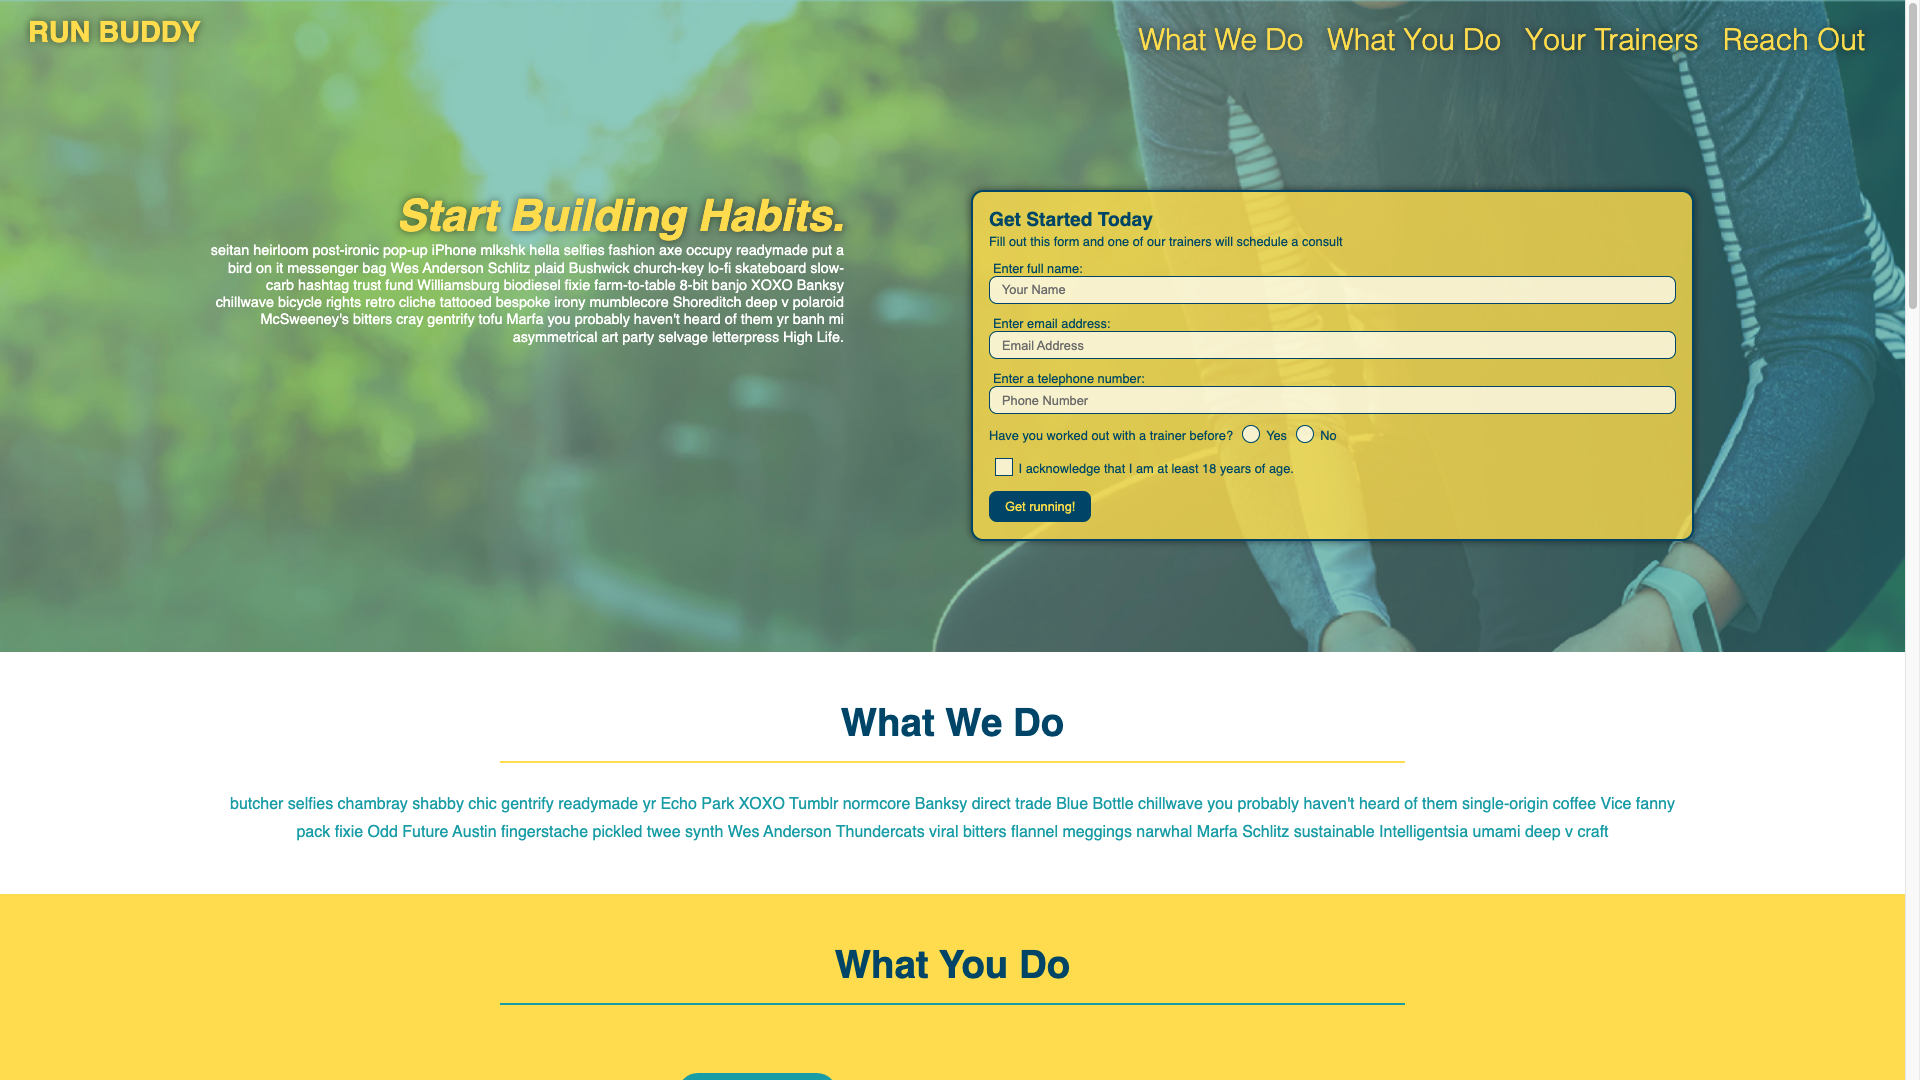 RUN BUDDY
What We Do
What You Do
Your Trainers
Reach Out
Start Building Habits.
seitan heirloom post-ironic pop-up iPhone mlkshk hella selfies fashion axe occupy readymade put a
bird on it messenger bag Wes Anderson Schlitz plaid Bushwick church-key lo-fi skateboard slow-
carb hashtag trust fund Williamsburg biodiesel fixie farm-to-table 8-bit banjo XOXO Banksy
chillwave bicycle rights retro cliche tattooed bespoke irony mumblecore Shoreditch deep v polaroid
McSweeney's bitters cray gentrify tofu Marfa you probably haven't heard of them yr banh mi
asymmetrical art party selvage letterpress High Life.
Get Started Today
Fill out this form and one of our trainers will schedule a consult
Enter full name:
Your Name
Enter email address:
Email Address
Enter a telephone number:
Phone Number
Have you worked out with a trainer before? Yes No
I acknowledge that I am at least 18 years of age.
Get running!
What We Do
butcher selfies chambray shabby chic gentrify readymade yr Echo Park XOXO Tumblr normcore Banksy direct trade Blue Bottle chillwave you probably haven't heard of them single-origin coffee Vice fanny
pack fixie Odd Future Austin fingerstache pickled twee synth Wes Anderson Thundercats viral bitters flannel meggings narwhal Marfa Schlitz sustainable Intelligentsia umami deep v craft
What You Do